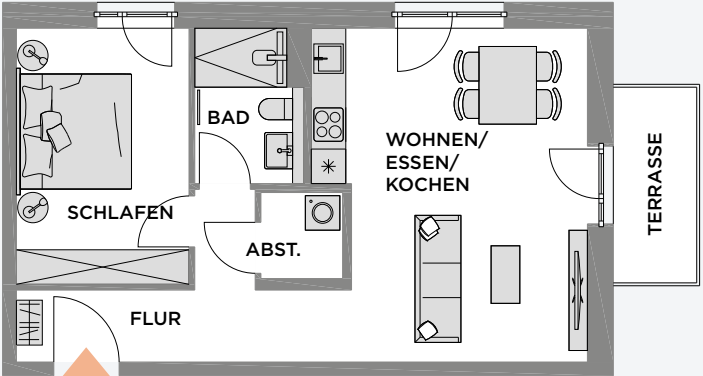 BAD
WOHNEN/
ESSEN/
KOCHEN
TERRASSE
SCHLAFEN
ABST.
FLUR